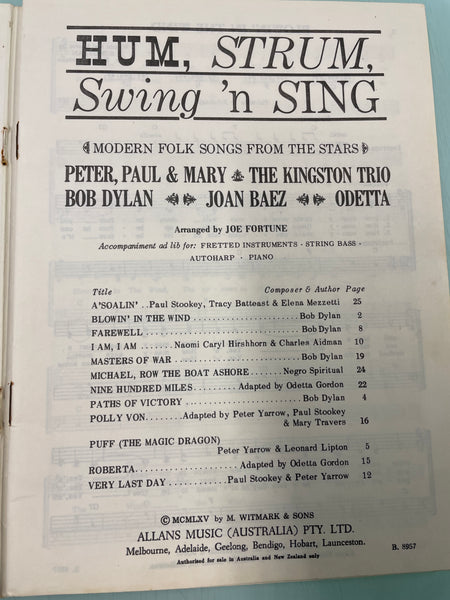 HUM, STRUM,
Swing 'n SING
MODERN FOLK SONGS FROM THE STARS
PETER, PAUL & MARY THE KINGSTON TRIO
BOB DYLAN JOAN BAEZ ODETTA
Arranged by JOE FORTUNE
Accompaniment ad lib for: FRETTED INSTRUMENTS · STRING BASS ·
AUTOHARP · PIANO
Title Composer & Author Page
A'SOALIN' .. Paul Stookey, Tracy Batteast & Elena Mezzetti 25
BLOWIN' IN THE WIND .................... Bob Dylan 2
FAREWELL .............................. Bob Dylan 8
I AM, I AM ....... Naomi Caryl Hirshhorn & Charles Aidman 10
MASTERS OF WAR ........................ Bob Dylan 19
MICHAEL, ROW THE BOAT ASHORE ....... Negro Spiritual 24
NINE HUNDRED MILES ........ Adapted by Odetta Gordon 22
PATHS OF VICTORY ...................... Bob Dylan 4
POLLY VON ........ Adapted by Peter Yarrow, Paul Stookey
& Mary Travers 16
PUFF (THE MAGIC DRAGON)
Peter Yarrow & Leonard Lipton 5
ROBERTA ................ Adapted by Odetta Gordon 15
VERY LAST DAY ........... Paul Stookey & Peter Yarrow 12
© MCMLXV by M. WITMARK & SONS
ALLANS MUSIC (AUSTRALIA) PTY. LTD.
Melbourne, Adelaide, Geelong, Bendigo, Hobart, Launceston.
B. 8957
Authorised for sale in Australia and New Zealand only